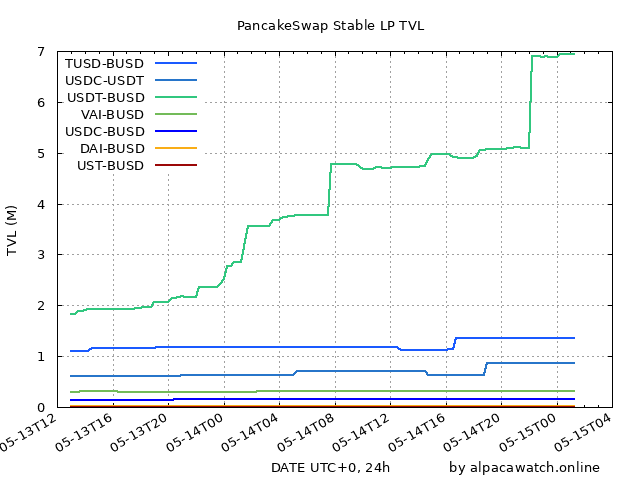 PancakeSwap Stable LP TVL
TUSD-BUSD
USDC-USDT
USDT-BUSD
VAI-BUSD
USDC-BUSD
DAI-BUSD
UST-BUSD
TVL (M)
7
6
5
4
3
2
1
0
05-13T12 05-13T16 05-13T20 05-14T00 05-14T04 05-14T08 05-14T12 05-14T16 05-14T20 05-15T00 05-15T04
DATE UTC+0, 24h by alpacawatch.online